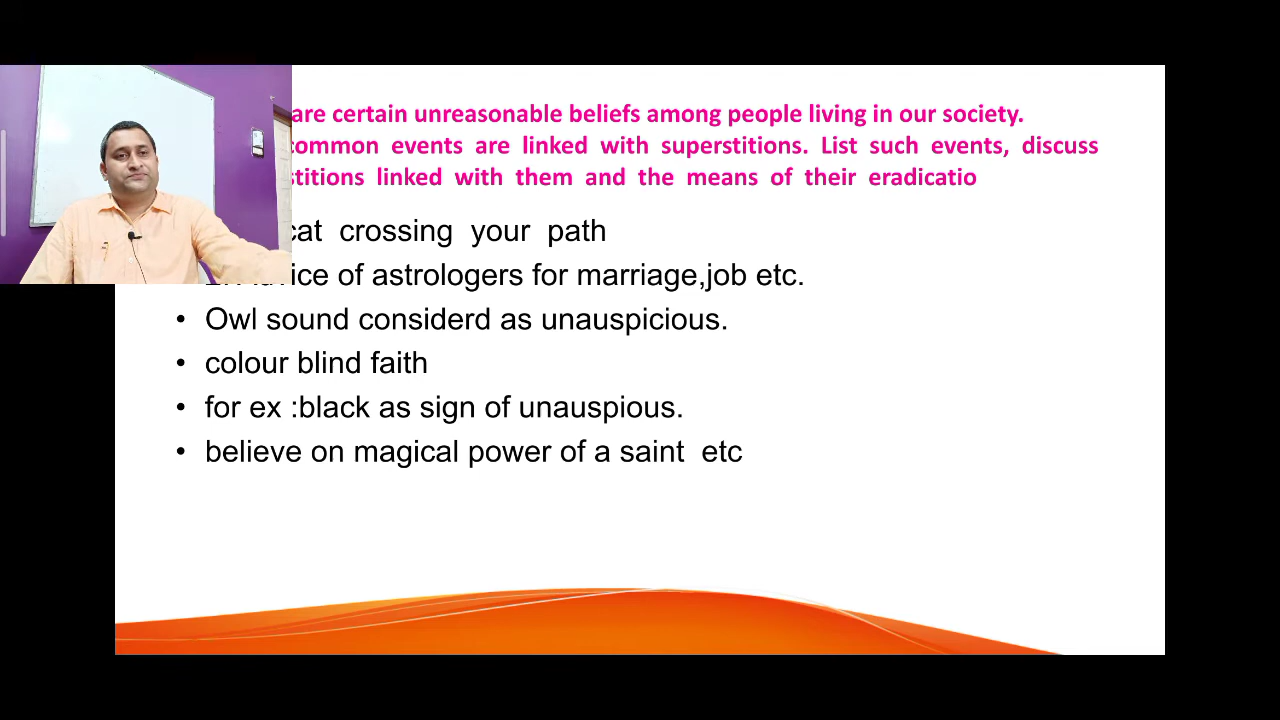 are certain unreasonable beliefs among people living in our society.
common events are linked with superstitions. List such events, discuss
stitions linked with them and the means of their eradicatio
cat crossing your path
of astrologers for marriage,job etc.
• Owl sound considerd as unauspicious.
• colour blind faith
• for ex :black as sign of unauspious.
• believe on magical power of a saint etc